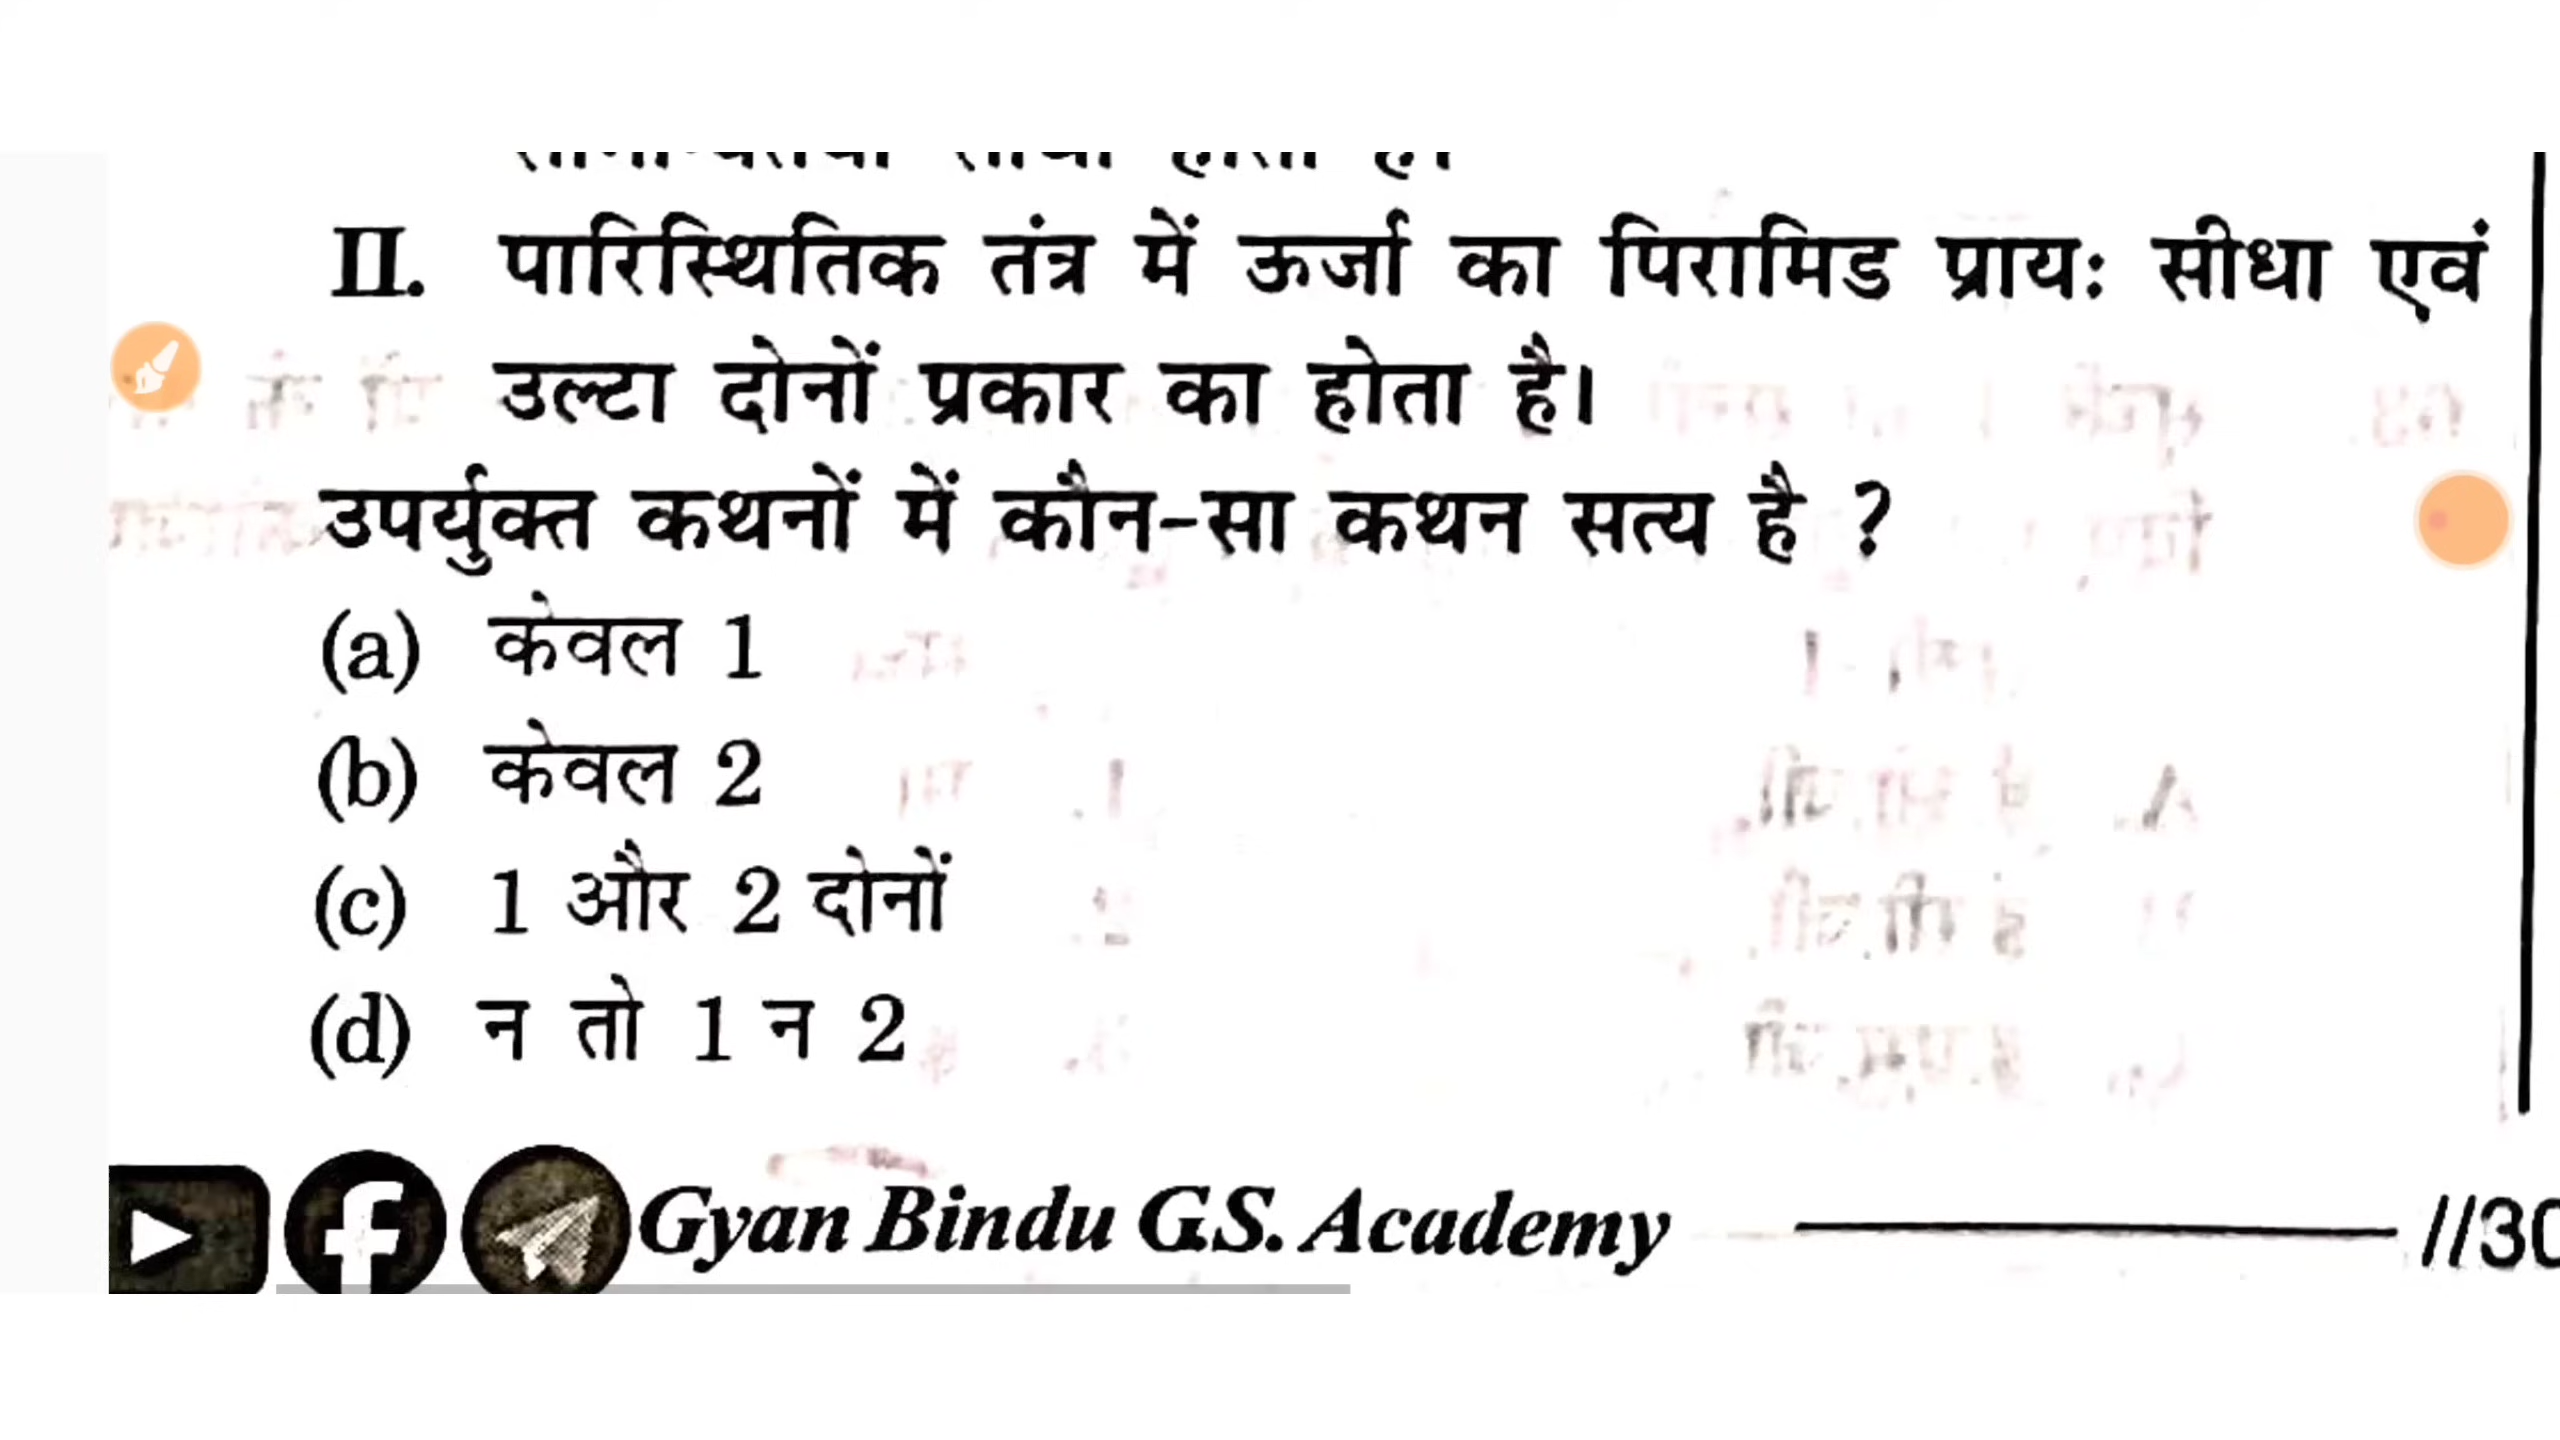 II. पारिस्थितिक तंत्र में ऊर्जा का पिरामिड प्रायः सीधा एवं
उल्टा दोनों प्रकार का होता है।
उपर्युक्त कथनों में कौन-सा कथन सत्य है ?
(a) केवल 1
(b) केवल 2
(c) 1 और 2 दोनों
(d) न तो 1 न 2
Gyan Bindu G.S. Academy //30